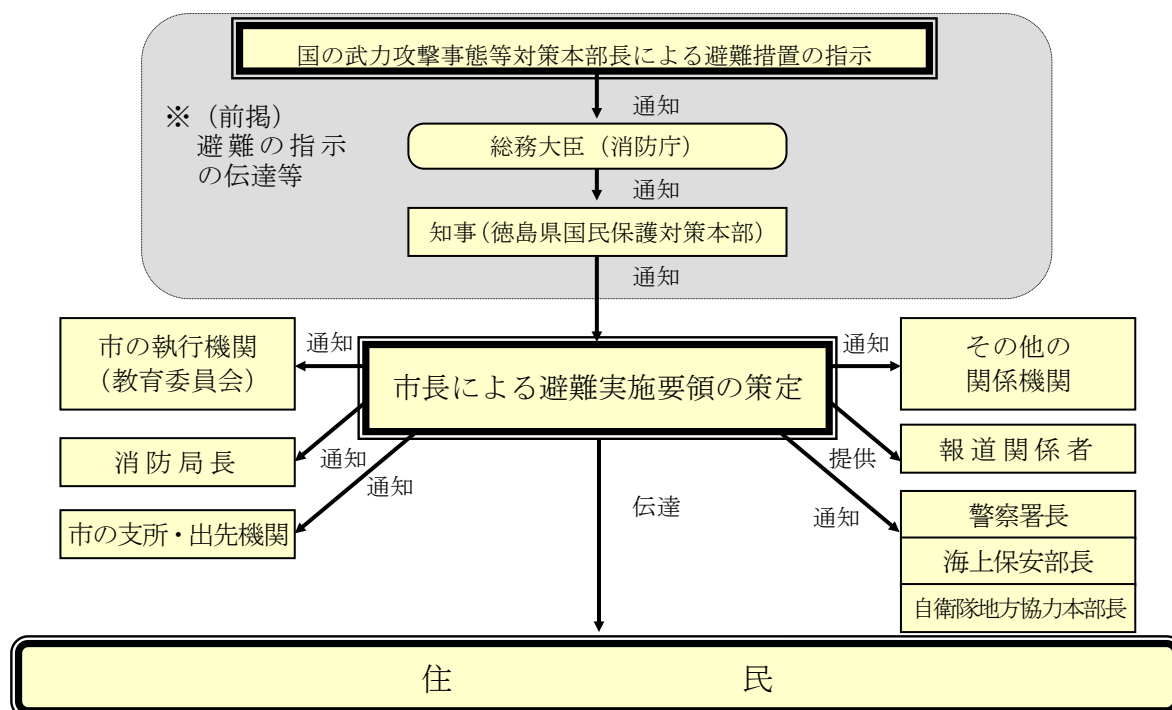 国の武力攻撃事態等対策本部長による避難措置の指示
通知
※（前掲）
避難の指示
の伝達等
総務大臣（消防庁）
通知
知事（徳島県国民保護対策本部）
通知
市の執行機関
（教育委員会）
通知
市長による避難実施要領の策定
通知
その他の
関係機関
消防局長
通知
提供
報道関係者
通知
市の支所・出先機関
伝達
通知
警察署長
海上保安部長
自衛隊地方協力本部長
住民